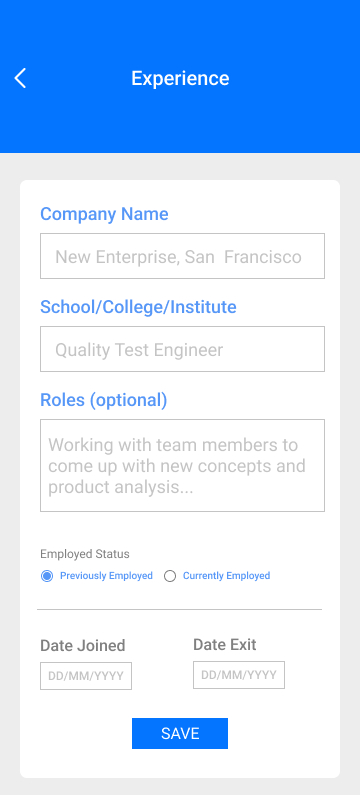 Experience
Company Name
New Enterprise, San Francisco
School/College/Institute
Quality Test Engineer
Roles (optional)
Working with team members to
come up with new concepts and
product analysis...
Employed Status
Previously Employed Currently Employed
Date Joined Date Exit
DD/MM/YYYY DD/MM/YYYY
SAVE